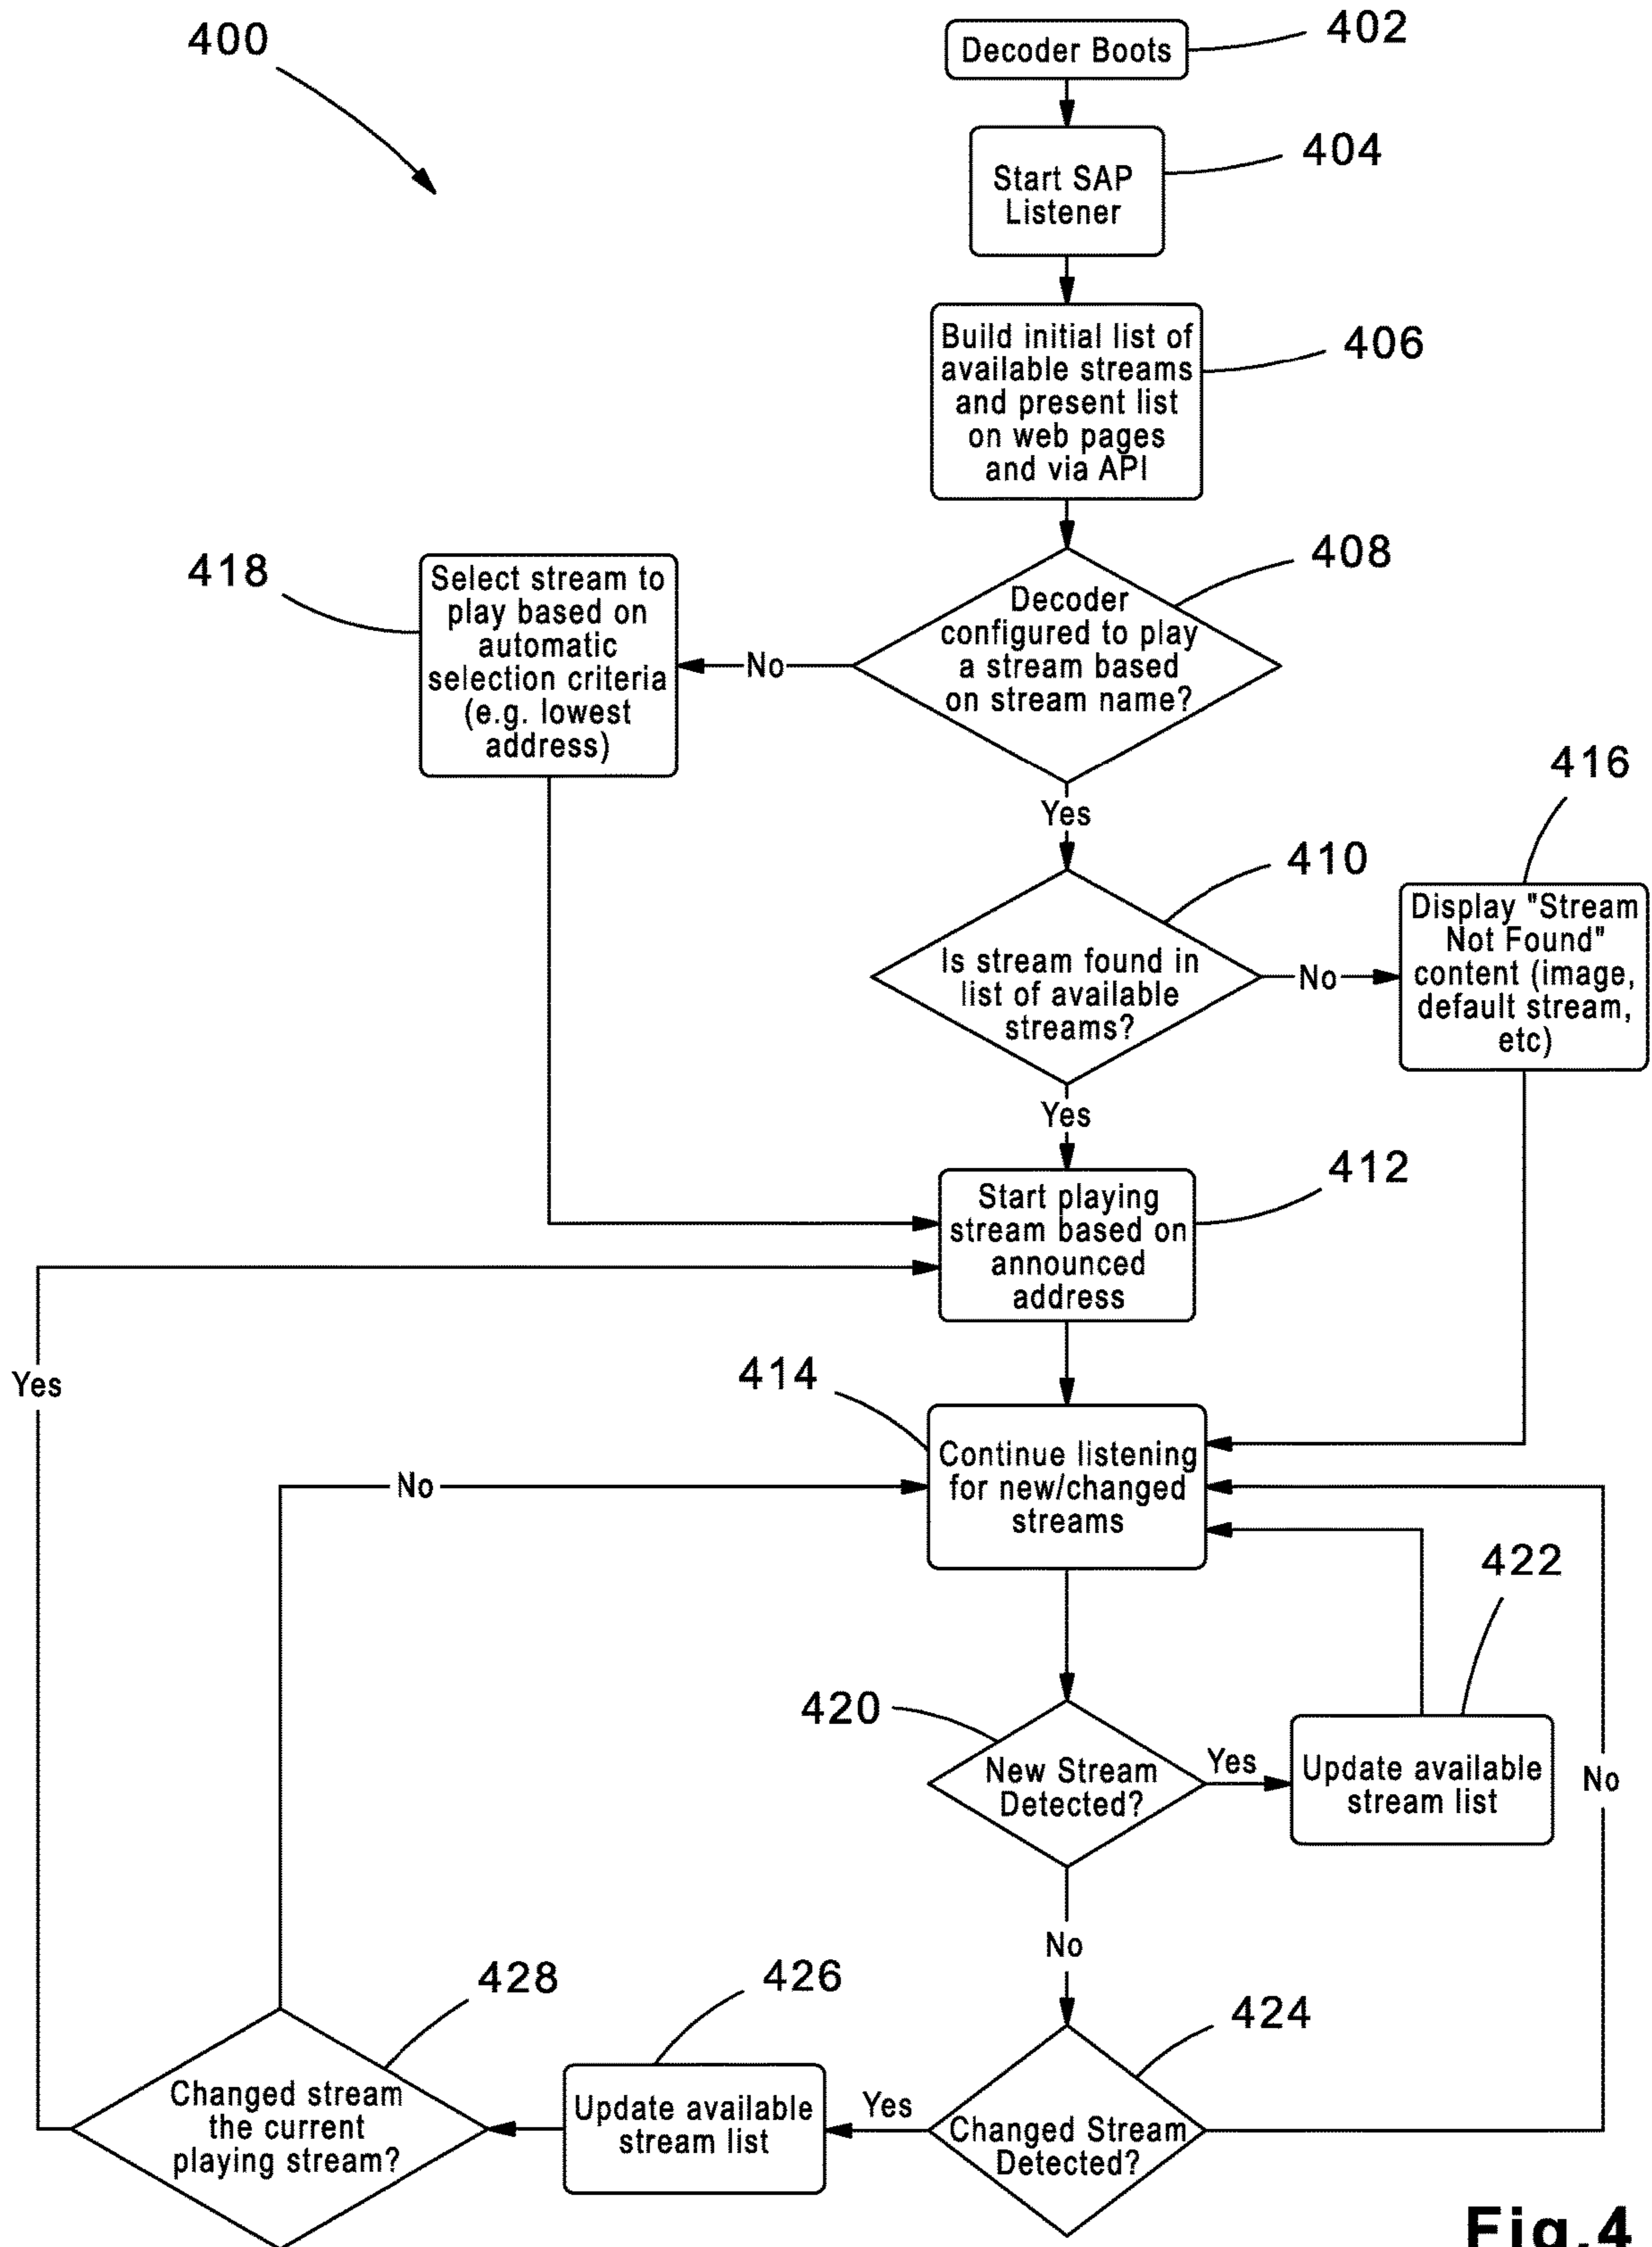 400
Decoder Boots
402
Start SAP
Listener
404
Build initial list of
available streams
and present list
on web pages
and via API
406
418
Select stream to
play based on
automatic
selection criteria
(e.g. lowest
address)
No
Decoder
configured to play
a stream based
on stream name?
408
Yes
410
Is stream found in
list of available
streams?
No
416
Display "Stream
Not Found"
content (image,
default stream,
etc)
Yes
Start playing
stream based on
announced
address
412
Yes
414
Continue listening
for new/changed
streams
No
420
New Stream
Detected?
Yes
422
Update available
stream list
No
No
424
Changed Stream
Detected?
Yes
426
Update available
stream list
428
Changed stream
the current
playing stream?
Fig.4